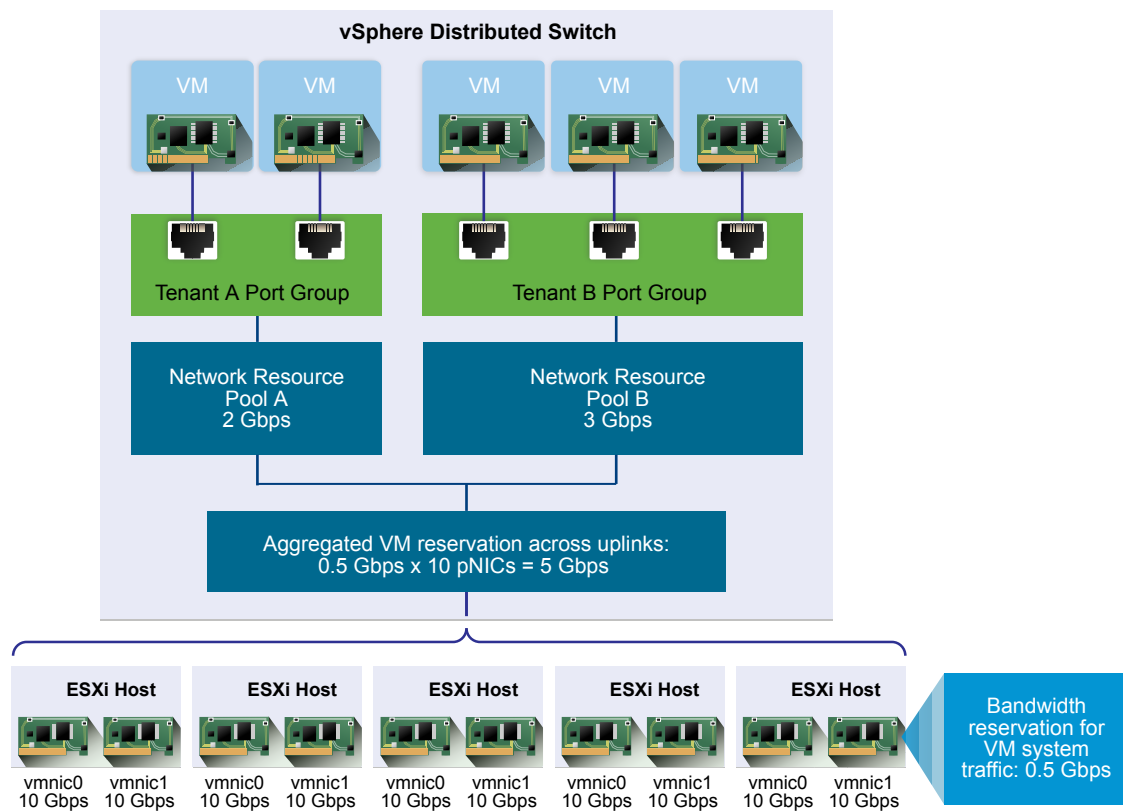 vSphere Distributed Switch
VM
VM
VM
VM
VM
Tenant A Port Group
Tenant B Port Group
Network Resource
Pool A
2 Gbps
Network Resource
Pool B
3 Gbps
Aggregated VM reservation across uplinks:
0.5 Gbps x 10 pNICs = 5 Gbps
ESXi Host
ESXi Host
ESXi Host
ESXi Host
ESXi Host
vmnic0
10 Gbps
vmnic1
10 Gbps
vmnic0
10 Gbps
vmnic1
10 Gbps
vmnic0
10 Gbps
vmnic1
10 Gbps
vmnic0
10 Gbps
vmnic1
10 Gbps
vmnic0
10 Gbps
vmnic1
10 Gbps
Bandwidth
reservation for
VM system
traffic: 0.5 Gbps